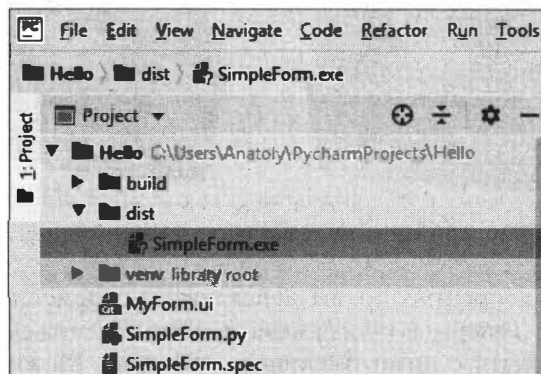 File Edit View Navigate Code Refactor Run Tools
Hello dist SimpleForm.exe
1: Project
Project
Hello C:\Users\Anatoly\PycharmProjects\Hello
build
dist
SimpleForm.exe
venv library root
MyForm.ui
SimpleForm.py
SimpleForm.spec